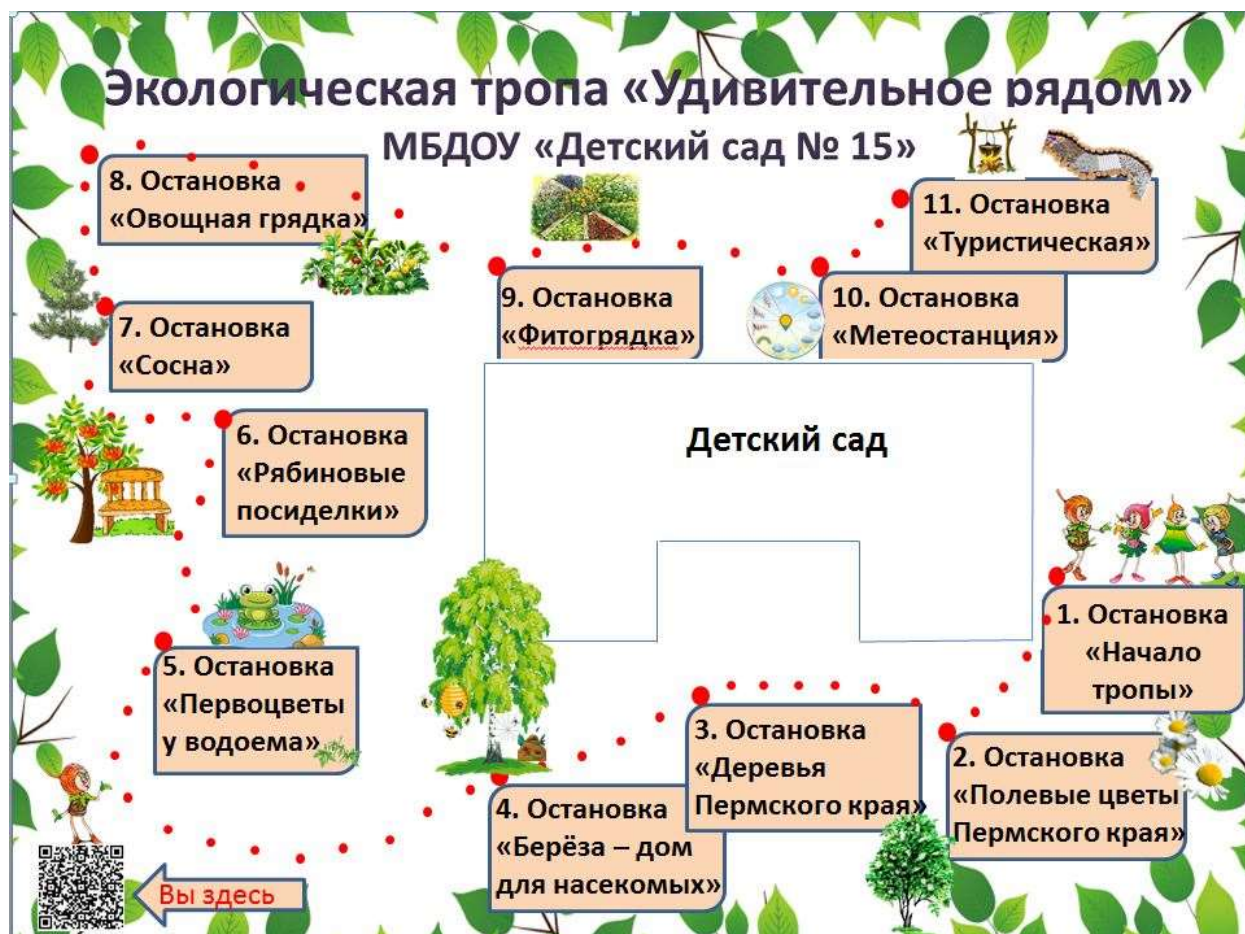 Экологическая тропа «Удивительное рядом»
МБДОУ «Детский сад № 15»
8. Остановка
«Овощная грядка»
11. Остановка
«Туристическая»
9. Остановка
«Фитогрядка»
10. Остановка
«Метеостанция»
7. Остановка
«Сосна»
6. Остановка
«Рябиновые
посиделки»
Детский сад
1. Остановка
«Начало
тропы»
5. Остановка
«Первоцветы
у водоема»
3. Остановка
«Деревья
Пермского края»
2. Остановка
«Полевые цветы
Пермского края»
4. Остановка
«Берёза – дом
для насекомых»
Вы здесь